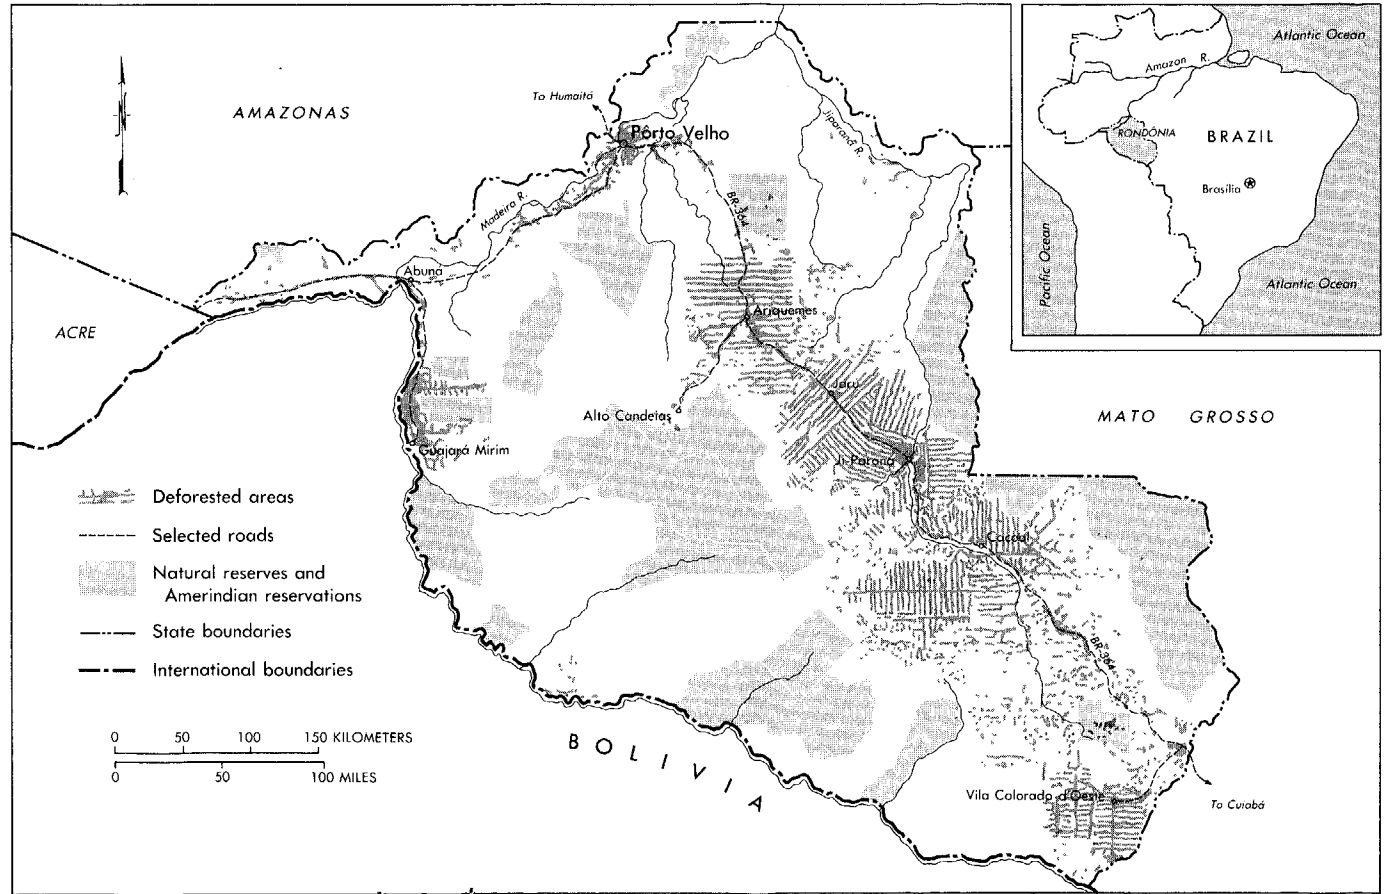 AMAZONAS
To Humaitá
Pôrto Velho
Jiparaná R.
Madeira R.
BR-364
Abunã
Ariquemes
ACRE
Jaru
Alto Candeias
Ji-Paraná
Guajará Mirim
Cacoal
BR-364
MATO GROSSO
Vila Colorado d'Oeste
To Cuiabá
BOLIVIA
Deforested areas
Selected roads
Natural reserves and
Amerindian reservations
State boundaries
International boundaries
0 50 100 150 KILOMETERS
0 50 100 MILES
Atlantic Ocean
Amazon R.
RONDÔNIA
BRAZIL
Brasília
Pacific Ocean
Atlantic Ocean